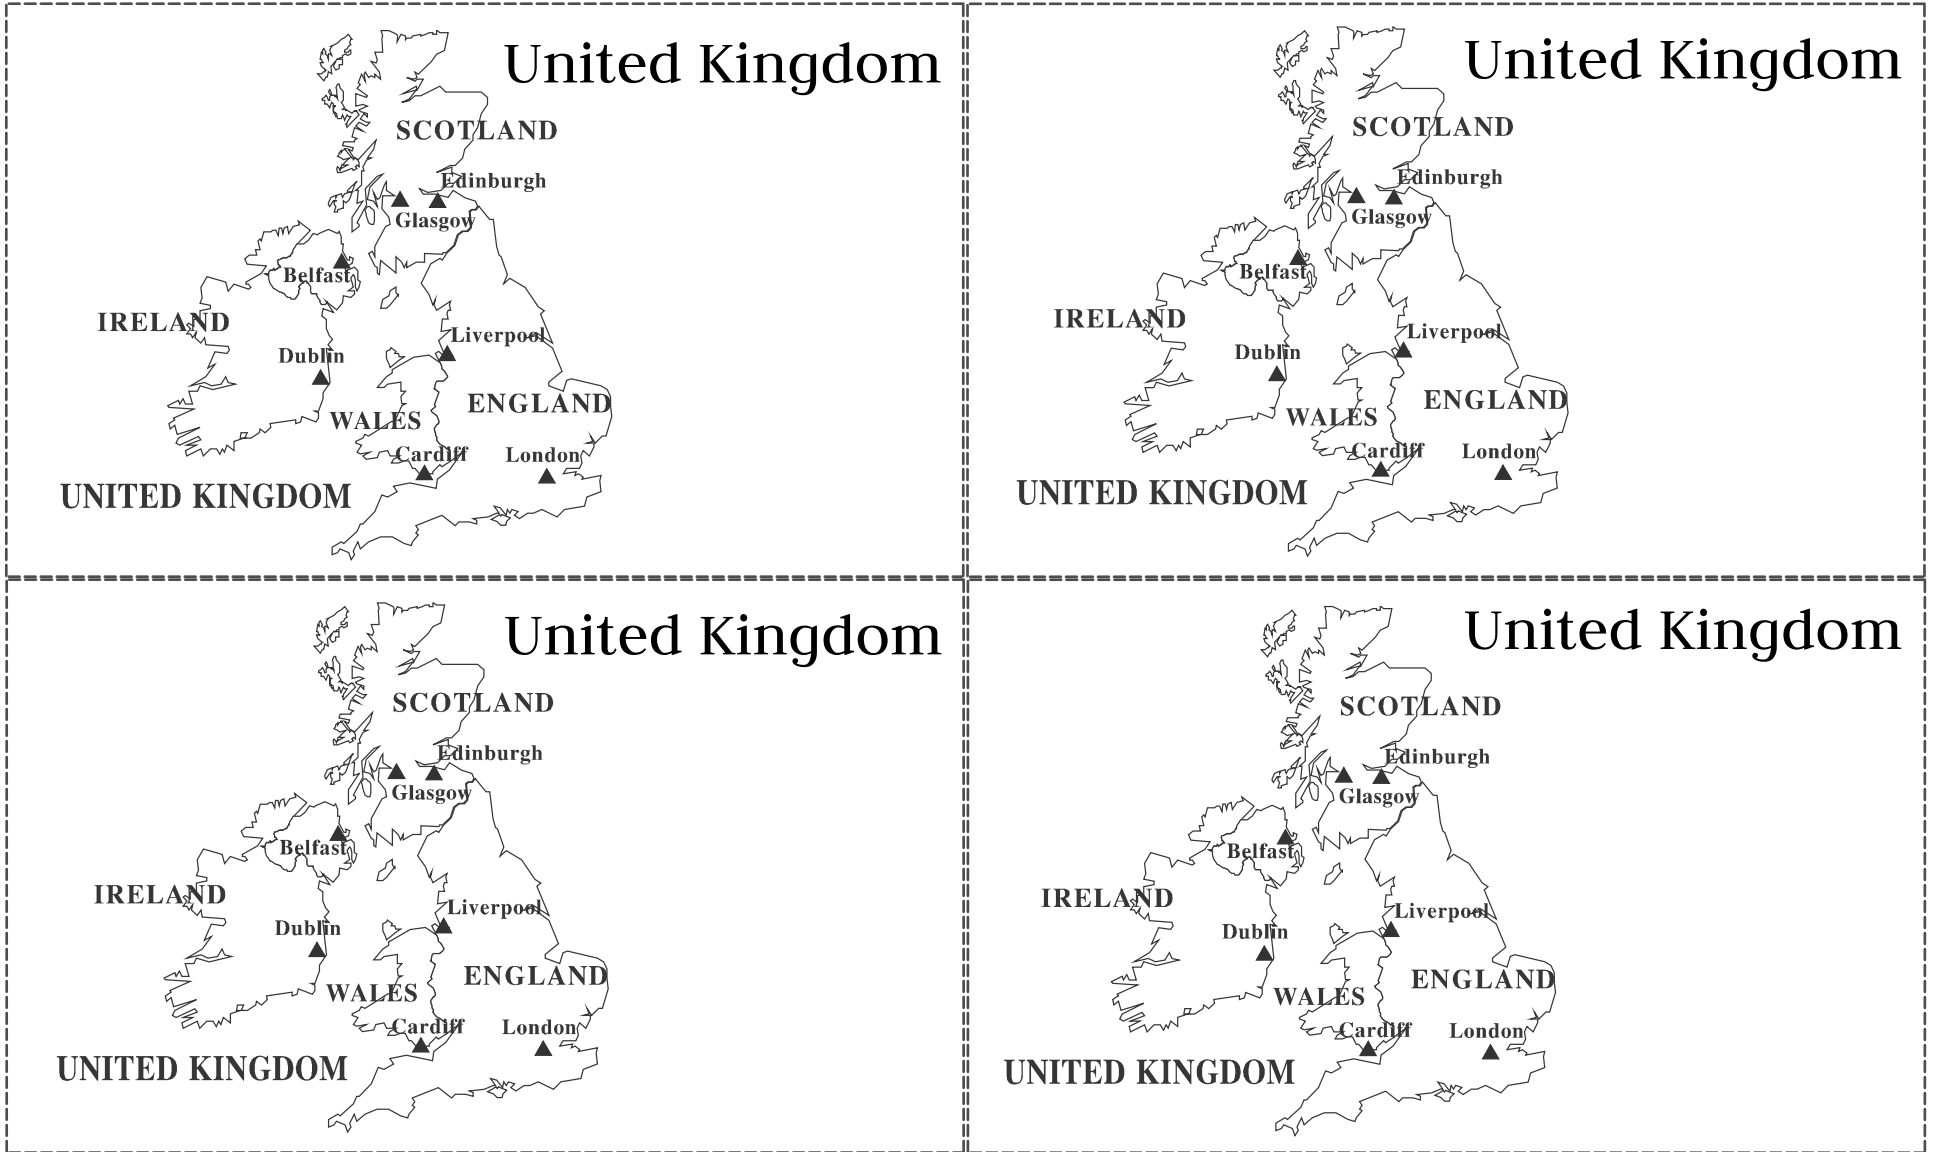 United Kingdom
SCOTLAND
Edinburgh
Glasgow
Belfast
IRELAND
Liverpool
Dublin
ENGLAND
WALES
Cardiff
London
UNITED KINGDOM
United Kingdom
SCOTLAND
Edinburgh
Glasgow
Belfast
IRELAND
Liverpool
Dublin
ENGLAND
WALES
Cardiff
London
UNITED KINGDOM
United Kingdom
SCOTLAND
Edinburgh
Glasgow
Belfast
IRELAND
Liverpool
Dublin
ENGLAND
WALES
Cardiff
London
UNITED KINGDOM
United Kingdom
SCOTLAND
Edinburgh
Glasgow
Belfast
IRELAND
Liverpool
Dublin
ENGLAND
WALES
Cardiff
London
UNITED KINGDOM